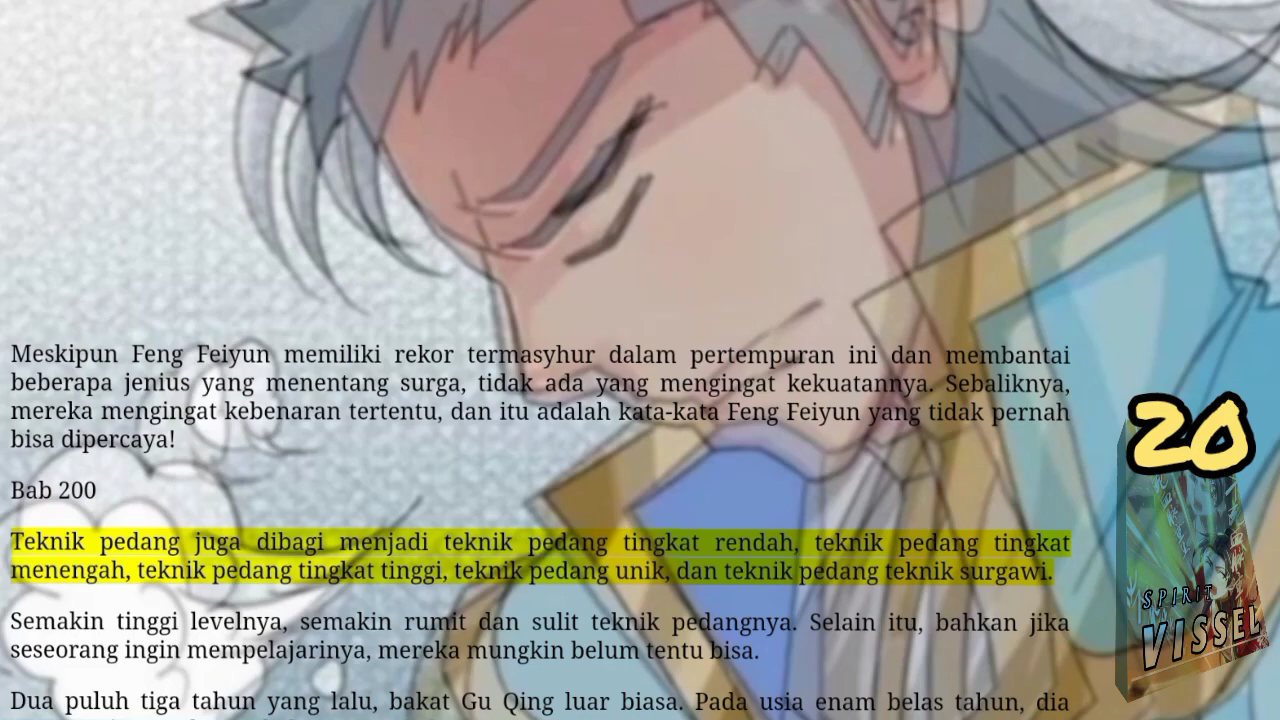 Meskipun Feng Feiyun memiliki rekor termasyhur dalam pertempuran ini dan membantai
beberapa jenius yang menentang surga, tidak ada yang mengingat kekuatannya. Sebaliknya,
mereka mengingat kebenaran tertentu, dan itu adalah kata-kata Feng Feiyun yang tidak pernah
bisa dipercaya!
Bab 200
Teknik pedang juga dibagi menjadi teknik pedang tingkat rendah, teknik pedang tingkat
menengah, teknik pedang tingkat tinggi, teknik pedang unik, dan teknik pedang teknik surgawi.
Semakin tinggi levelnya, semakin rumit dan sulit teknik pedangnya. Selain itu, bahkan jika
seseorang ingin mempelajarinya, mereka mungkin belum tentu bisa.
Dua puluh tiga tahun yang lalu, bakat Gu Qing luar biasa. Pada usia enam belas tahun, dia
20
SPIRIT
VISSEL